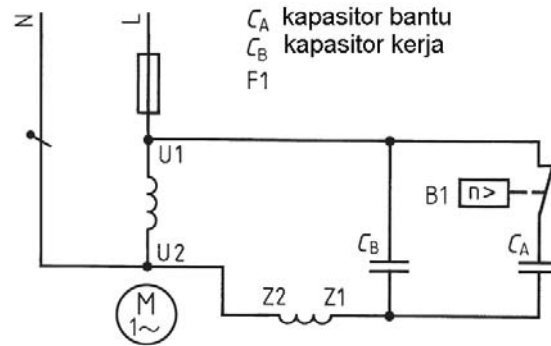 N
L
C_A kapasitor bantu
C_B kapasitor kerja
F1
U1
B1
n>
C_B
C_A
U2
M
1~
Z2
Z1